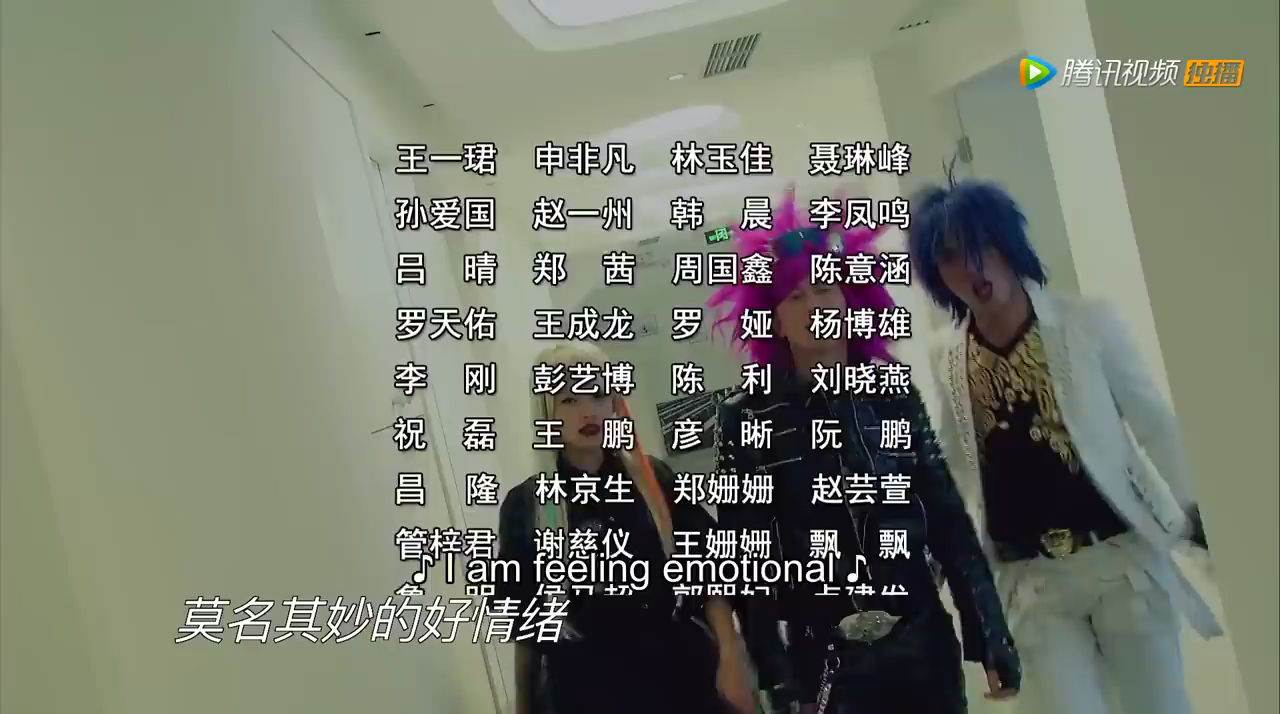 腾讯视频 独播
王一珺 申非凡 林玉佳 聂琳峰
孙爱国 赵一州 韩 晨 李凤鸣
吕 晴 郑 茜 周国鑫 陈意涵
罗天佑 王成龙 罗 娅 杨博雄
李 刚 彭艺博 陈 利 刘晓燕
祝 磊 王 鹏 彦 晰 阮 鹏
昌 隆 林京生 郑姗姗 赵芸萱
管梓君 谢慈仪 王姗姗 飘 飘
♪ I am feeling emotional ♪
莫名其妙的好情绪